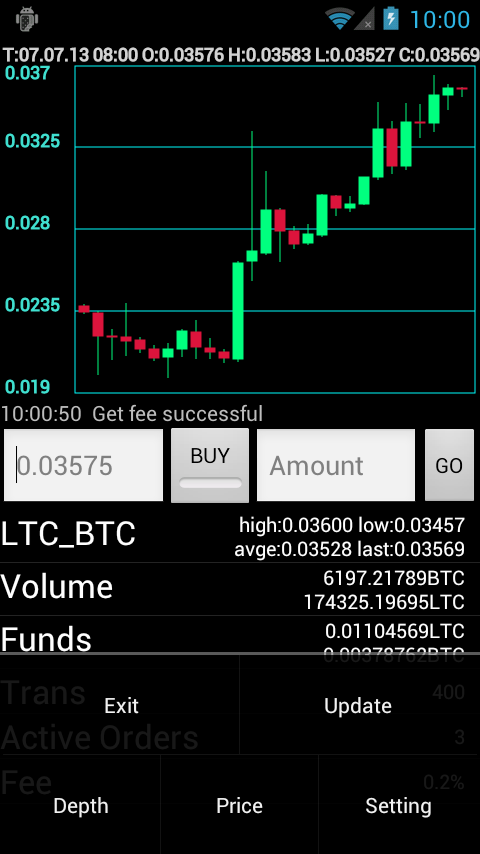 10:00
T:07.07.13 08:00 O:0.03576 H:0.03583 L:0.03527 C:0.03569
0.037
0.0325
0.028
0.0235
0.019
10:00:50 Get fee successful
0.03575 BUY Amount GO
LTC_BTC
high:0.03600 low:0.03457
avge:0.03528 last:0.03569
Volume
6197.21789BTC
174325.19695LTC
Funds
0.01104569LTC
0.00378762BTC
Trans 400
Exit Update
Active Orders 3
Fee 0.2%
Depth Price Setting